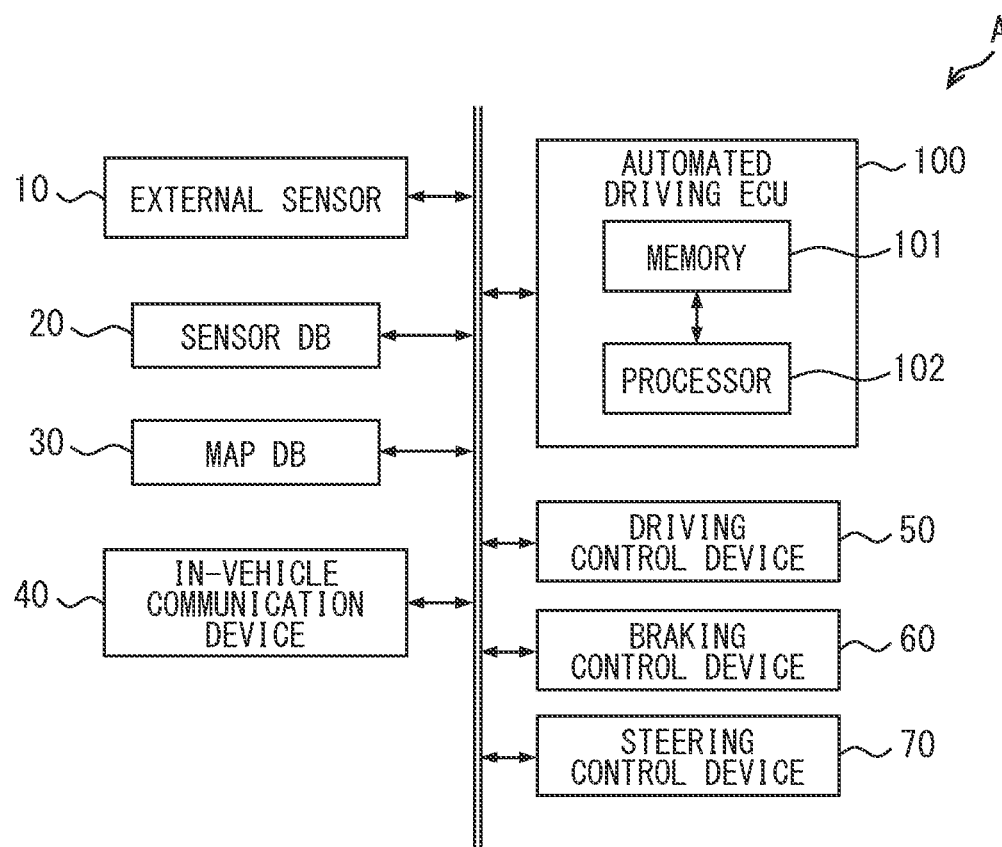 A
10
EXTERNAL SENSOR
20
SENSOR DB
30
MAP DB
40
IN-VEHICLE
COMMUNICATION
DEVICE
AUTOMATED
DRIVING ECU
100
MEMORY
101
PROCESSOR
102
DRIVING
CONTROL DEVICE
50
BRAKING
CONTROL DEVICE
60
STEERING
CONTROL DEVICE
70